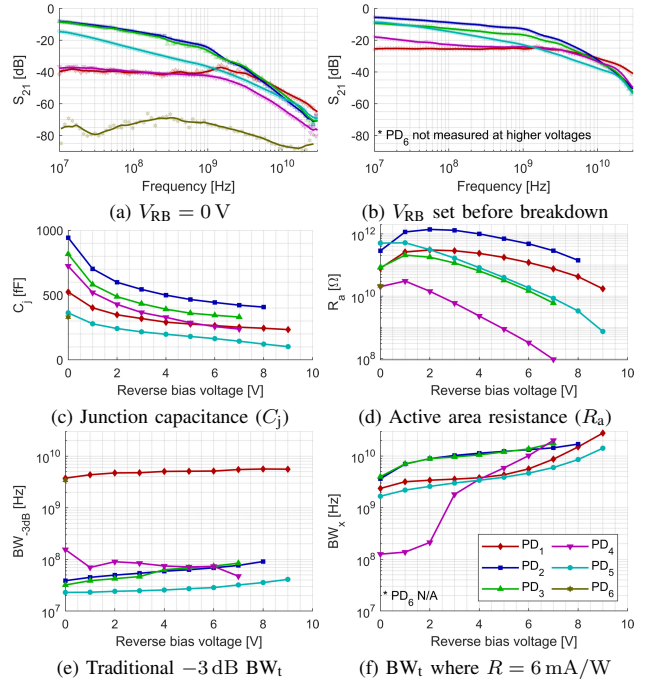 0
-20
-40
-60
-80
S21 [dB]
10^7
10^8
10^9
10^10
Frequency [Hz]
(a) V_RB = 0 V
0
-20
-40
-60
-80
S21 [dB]
* PD6 not measured at higher voltages
10^7
10^8
10^9
10^10
Frequency [Hz]
(b) V_RB set before breakdown
1000
500
0
Cj [fF]
0
2
4
6
8
10
Reverse bias voltage [V]
(c) Junction capacitance (Cj)
10^12
10^10
10^8
Ra [Ω]
0
2
4
6
8
10
Reverse bias voltage [V]
(d) Active area resistance (Ra)
10^10
10^9
10^8
10^7
BW-3dB [Hz]
0
2
4
6
8
10
Reverse bias voltage [V]
(e) Traditional −3 dB BWt
10^10
10^9
10^8
10^7
BWx [Hz]
* PD6 N/A
PD1
PD2
PD3
PD4
PD5
PD6
0
2
4
6
8
10
Reverse bias voltage [V]
(f) BWt where R = 6 mA/W